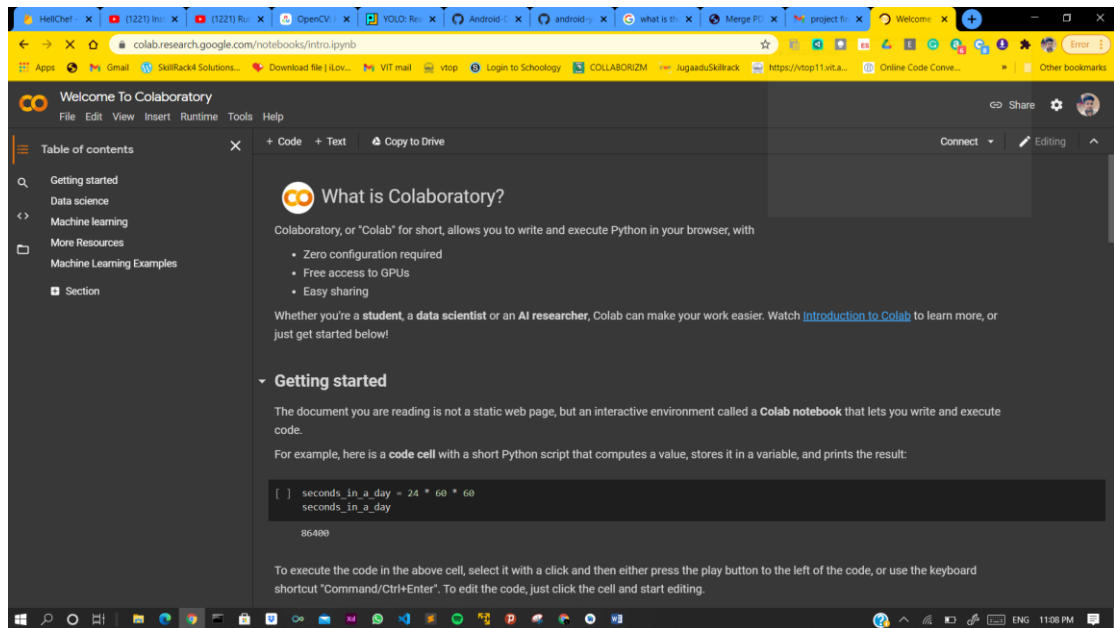 HellChef -
(1221) Ins
(1221) Ru
OpenCV:
YOLO: Rea
Android-D
android-y
what is th
Merge PD
project fin
Welcome
colab.research.google.com/notebooks/intro.ipynb
Error
Apps
Gmail
SkillRack4 Solutions...
Download file | iLov...
VIT mail
vtop
Login to Schoology
COLLABORIZM
JugaaduSkillrack
https://vtop11.vit.a...
Online Code Conve...
»
Other bookmarks
Welcome To Colaboratory
File Edit View Insert Runtime Tools Help
Share
Table of contents
+ Code + Text Copy to Drive
Connect
Editing
Getting started
Data science
Machine learning
More Resources
Machine Learning Examples
Section
What is Colaboratory?
Colaboratory, or "Colab" for short, allows you to write and execute Python in your browser, with
• Zero configuration required
• Free access to GPUs
• Easy sharing
Whether you're a student, a data scientist or an AI researcher, Colab can make your work easier. Watch Introduction to Colab to learn more, or
just get started below!
Getting started
The document you are reading is not a static web page, but an interactive environment called a Colab notebook that lets you write and execute
code.
For example, here is a code cell with a short Python script that computes a value, stores it in a variable, and prints the result:
[ ] seconds_in_a_day = 24 * 60 * 60
seconds_in_a_day
86400
To execute the code in the above cell, select it with a click and then either press the play button to the left of the code, or use the keyboard
shortcut "Command/Ctrl+Enter". To edit the code, just click the cell and start editing.
ENG 11:08 PM